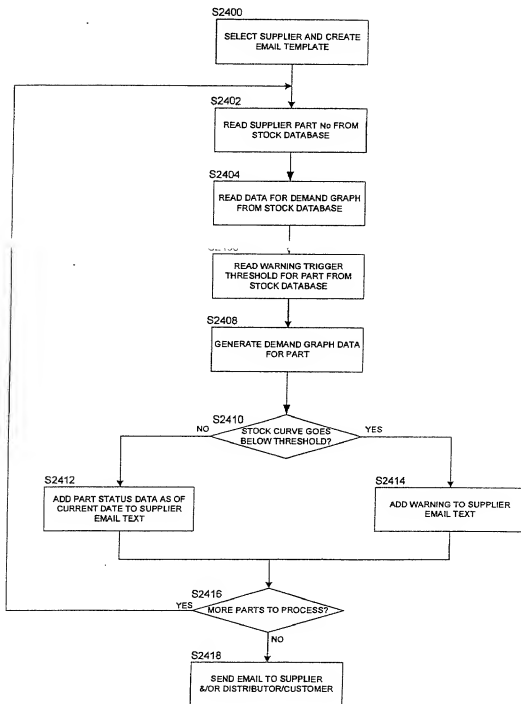 S2400
SELECT SUPPLIER AND CREATE
EMAIL TEMPLATE
S2402
READ SUPPLIER PART No FROM
STOCK DATABASE
S2404
READ DATA FOR DEMAND GRAPH
FROM STOCK DATABASE
READ WARNING TRIGGER
THRESHOLD FOR PART FROM
STOCK DATABASE
S2408
GENERATE DEMAND GRAPH DATA
FOR PART
S2410
NO
STOCK CURVE GOES
BELOW THRESHOLD?
YES
S2412
ADD PART STATUS DATA AS OF
CURRENT DATE TO SUPPLIER
EMAIL TEXT
S2414
ADD WARNING TO SUPPLIER
EMAIL TEXT
S2416
YES
MORE PARTS TO PROCESS?
NO
S2418
SEND EMAIL TO SUPPLIER
&/OR DISTRIBUTOR/CUSTOMER